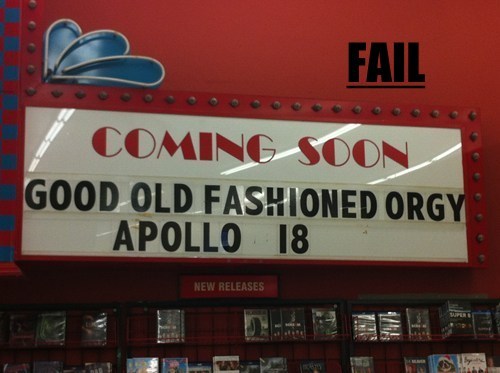 FAIL
COMING SOON
GOOD OLD FASHIONED ORGY
APOLLO 18
NEW RELEASES